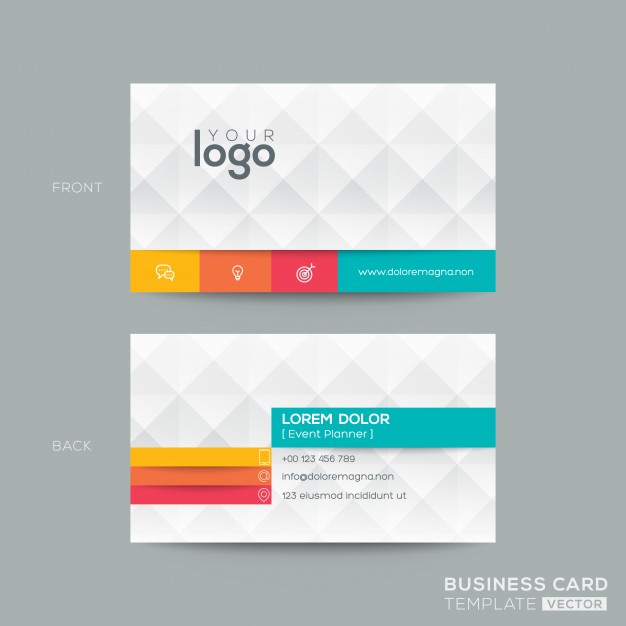 FRONT
YOUR
logo
www.doloremagna.non
BACK
LOREM DOLOR
[ Event Planner ]
+00 123 456 789
info@doloremagna.non
123 eiusmod incididunt ut
BUSINESS CARD
TEMPLATE VECTOR